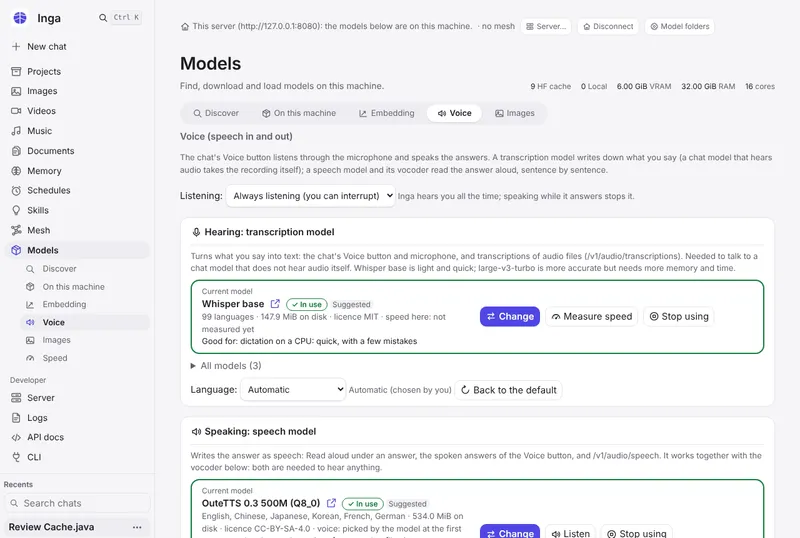 Inga
Ctrl K
New chat
Projects
Images
Videos
Music
Documents
Memory
Schedules
Skills
Mesh
Models
Discover
On this machine
Embedding
Voice
Images
Speed
Developer
Server
Logs
API docs
CLI
Recents
Search chats
Review Cache.java
This server (http://127.0.0.1:8080): the models below are on this machine. · no mesh
Server...
Disconnect
Model folders
Models
Find, download and load models on this machine.
9 HF cache 0 Local 6.00 GiB VRAM 32.00 GiB RAM 16 cores
Discover
On this machine
Embedding
Voice
Images
Voice (speech in and out)
The chat's Voice button listens through the microphone and speaks the answers. A transcription model writes down what you say (a chat model that hears
audio takes the recording itself); a speech model and its vocoder read the answer aloud, sentence by sentence.
Listening: Always listening (you can interrupt) Inga hears you all the time; speaking while it answers stops it.
Hearing: transcription model
Turns what you say into text: the chat's Voice button and microphone, and transcriptions of audio files (/v1/audio/transcriptions). Needed to talk to a
chat model that does not hear audio itself. Whisper base is light and quick; large-v3-turbo is more accurate but needs more memory and time.
Current model
Whisper base ✓ In use Suggested
99 languages · 147.9 MiB on disk · licence MIT · speed here: not
measured yet
Good for: dictation on a CPU: quick, with a few mistakes
Change
Measure speed
Stop using
All models (3)
Language: Automatic Automatic (chosen by you) Back to the default
Speaking: speech model
Writes the answer as speech: Read aloud under an answer, the spoken answers of the Voice button, and /v1/audio/speech. It works together with the
vocoder below: both are needed to hear anything.
Current model
OuteTTS 0.3 500M (Q8_0) ✓ In use Suggested
English, Chinese, Japanese, Korean, French, German · 534.0 MiB on
disk · licence CC-BY-SA-4.0 · voice: picked by the model at the first
Change
Listen
Stop using